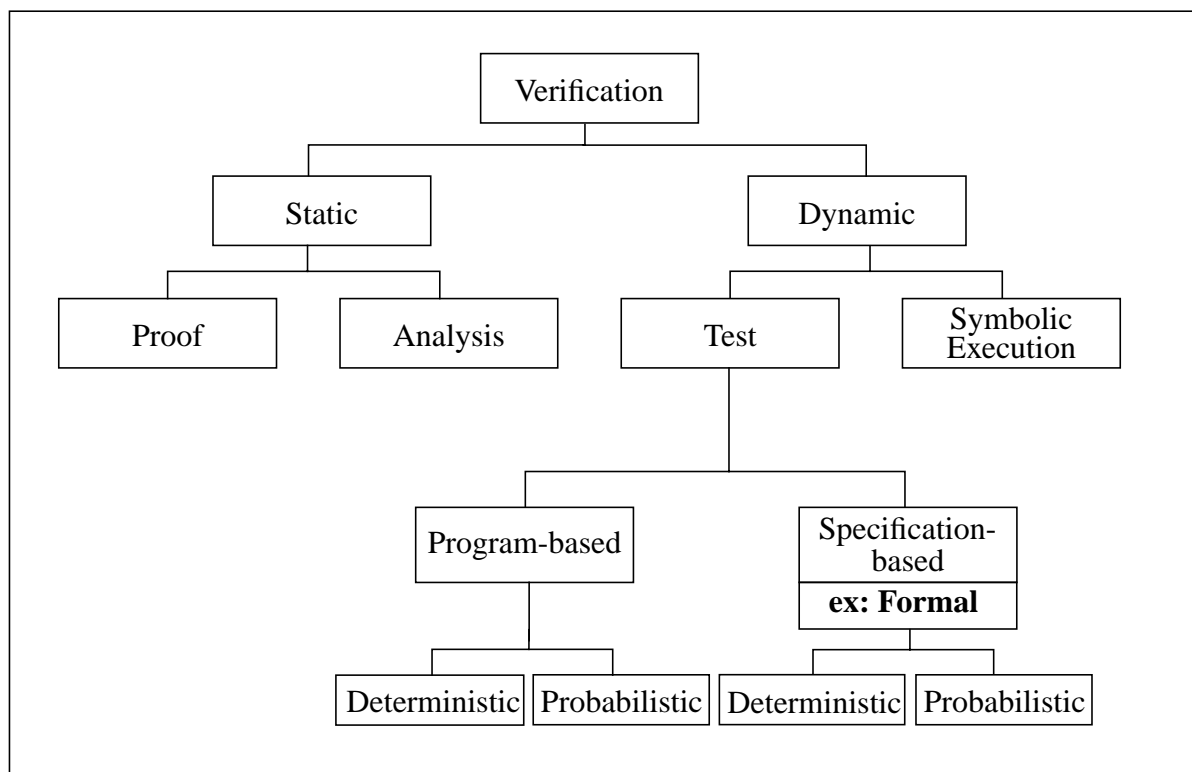 Verification
Static
Dynamic
Proof
Analysis
Test
Symbolic
Execution
Program-based
Specification-
based
ex: Formal
Deterministic
Probabilistic
Deterministic
Probabilistic